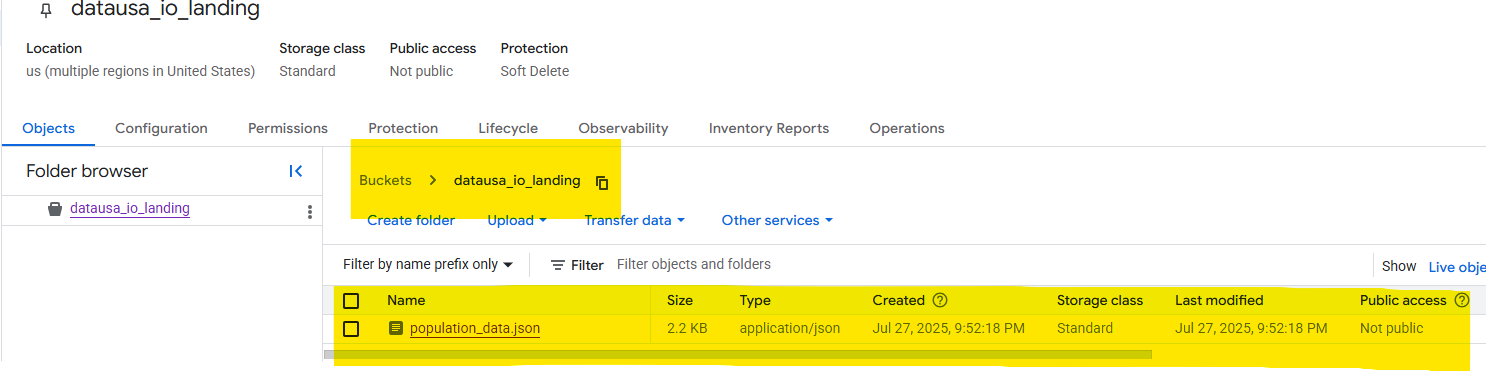 datausa_io_landing
Location Storage class Public access Protection
us (multiple regions in United States) Standard Not public Soft Delete
Objects Configuration Permissions Protection Lifecycle Observability Inventory Reports Operations
Folder browser
datausa_io_landing
Buckets > datausa_io_landing
Create folder Upload Transfer data Other services
Filter by name prefix only Filter Filter objects and folders Show Live obje
Name Size Type Created ? Storage class Last modified Public access ?
population_data.json 2.2 KB application/json Jul 27, 2025, 9:52:18 PM Standard Jul 27, 2025, 9:52:18 PM Not public